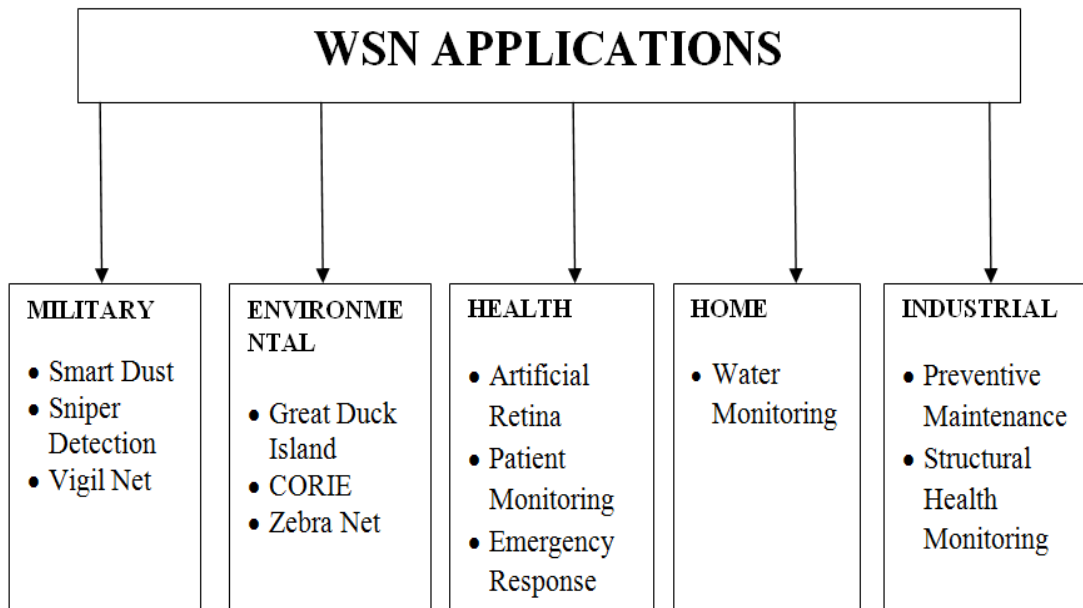 WSN APPLICATIONS
MILITARY
• Smart Dust
• Sniper
Detection
• Vigil Net
ENVIRONME
NTAL
• Great Duck
Island
• CORIE
• Zebra Net
HEALTH
• Artificial
Retina
• Patient
Monitoring
• Emergency
Response
HOME
• Water
Monitoring
INDUSTRIAL
• Preventive
Maintenance
• Structural
Health
Monitoring